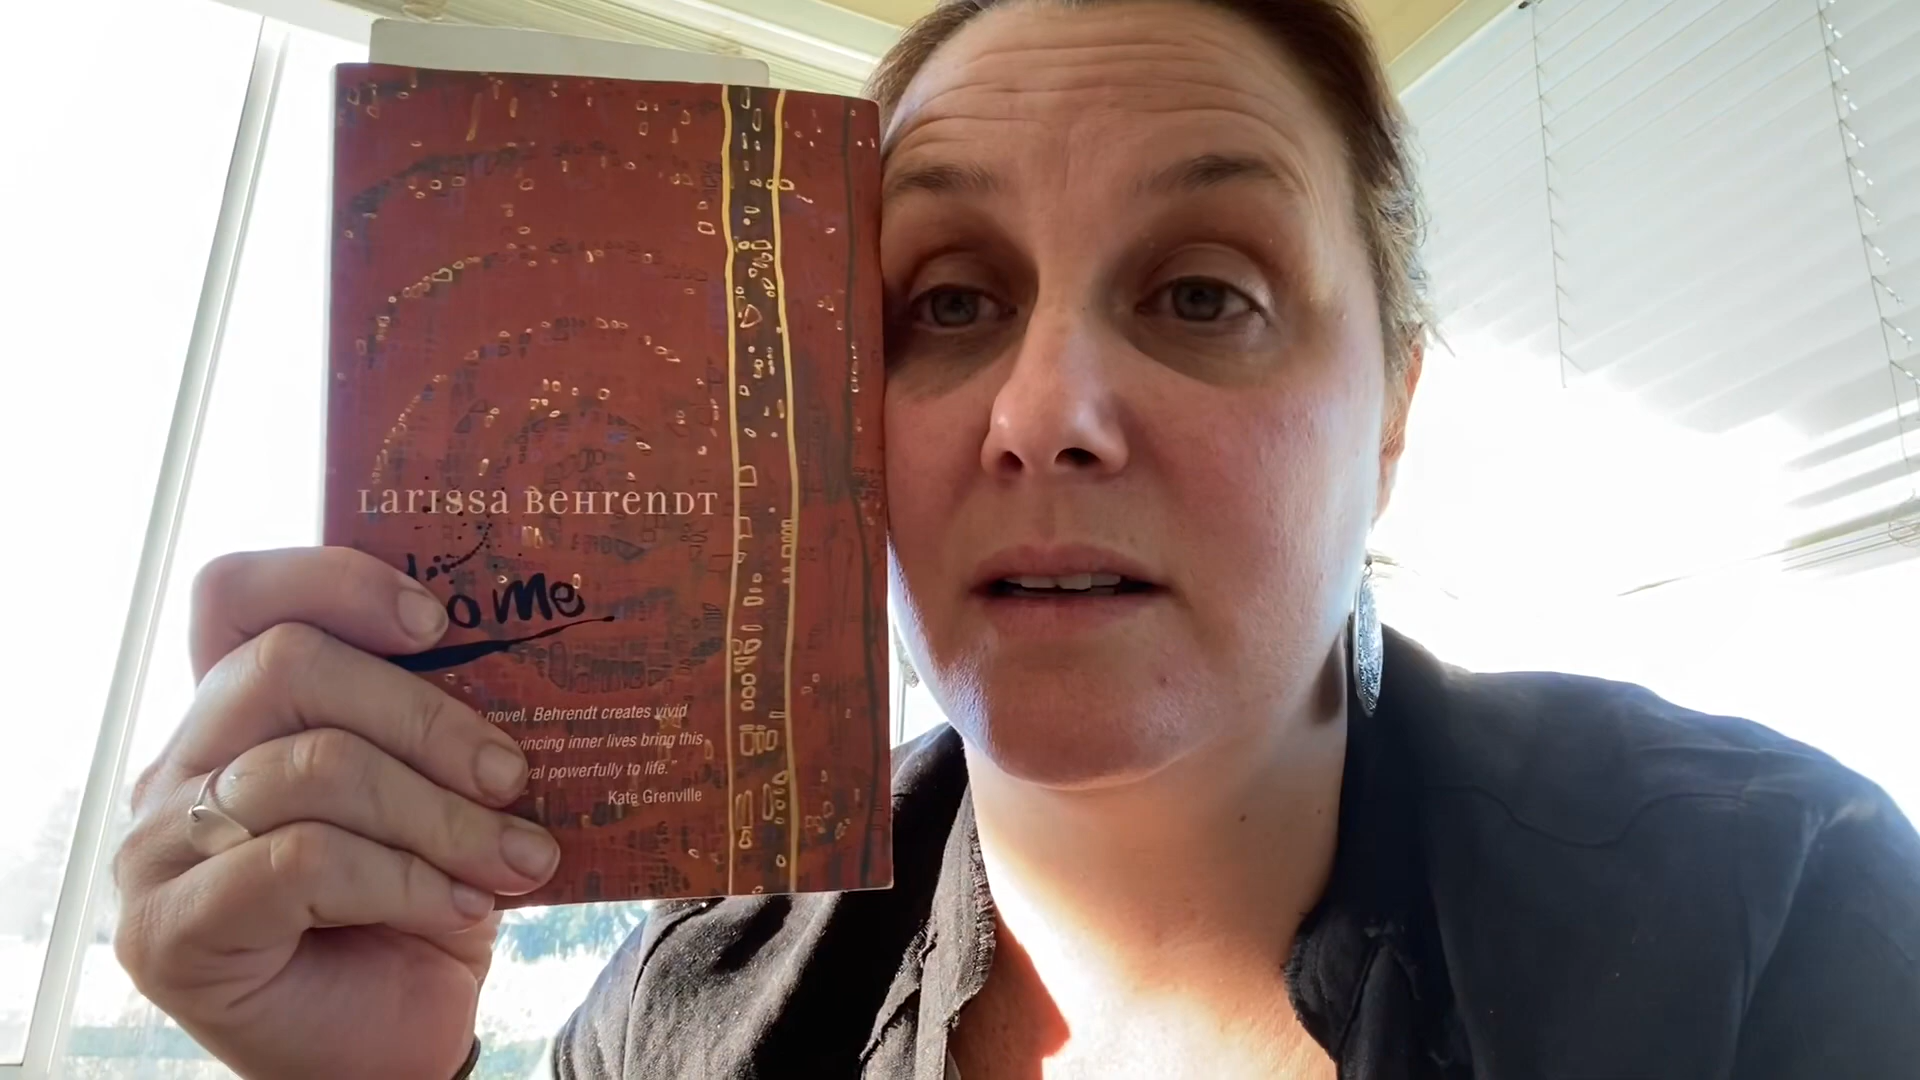 Larissa Behrendt
ome
novel. Behrendt creates vivid
vincing inner lives bring this
val powerfully to life."
Kate Grenville